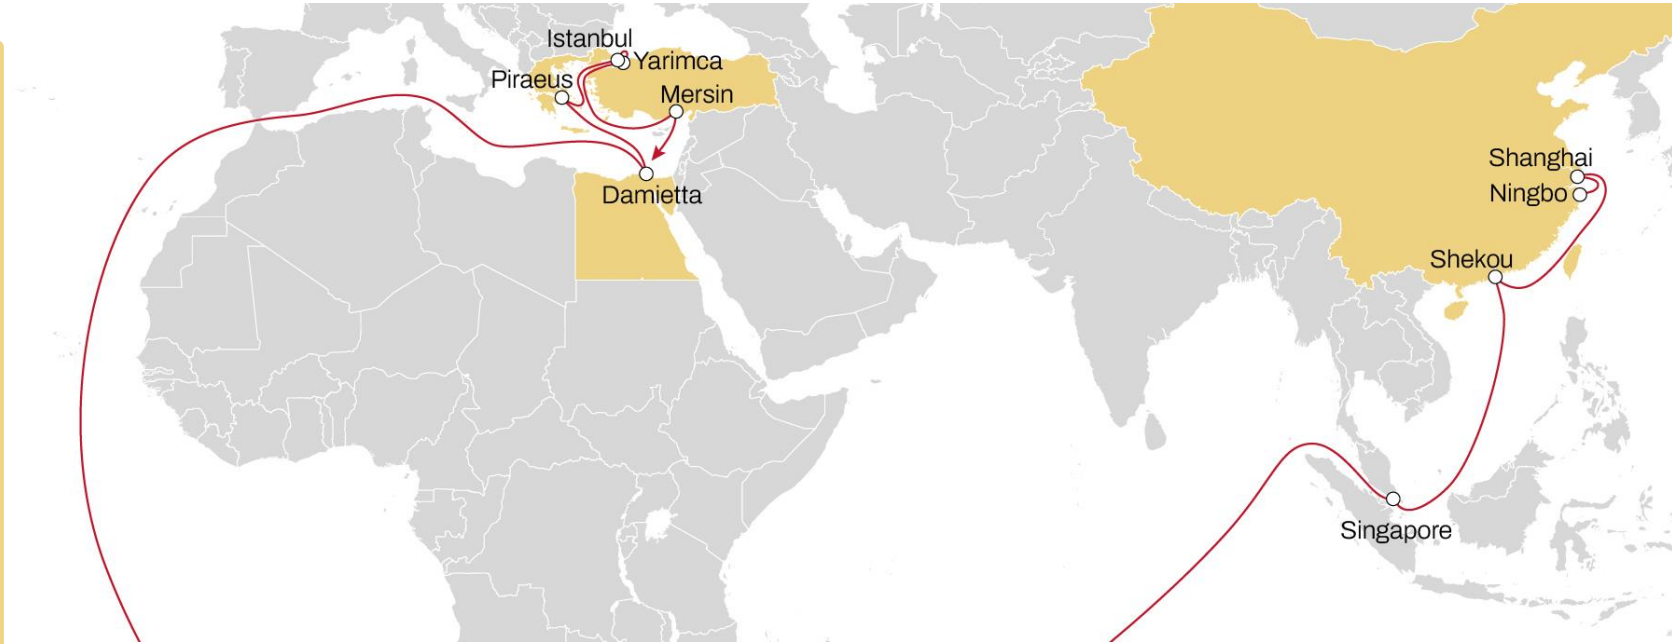 Istanbul
Yarimca
Piraeus
Mersin
Damietta
Shanghai
Ningbo
Shekou
Singapore